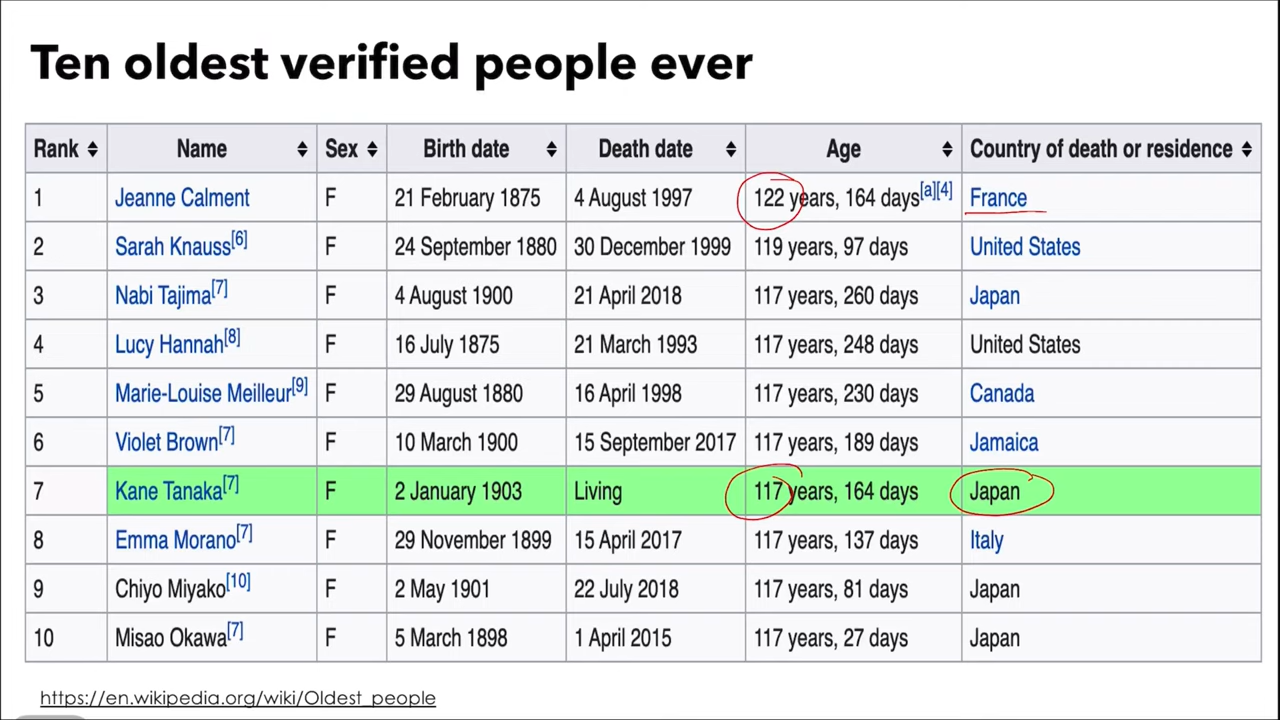 Ten oldest verified people ever
Rank Name Sex Birth date Death date Age Country of death or residence
1 Jeanne Calment F 21 February 1875 4 August 1997 122 years, 164 days[a][4] France
2 Sarah Knauss[6] F 24 September 1880 30 December 1999 119 years, 97 days United States
3 Nabi Tajima[7] F 4 August 1900 21 April 2018 117 years, 260 days Japan
4 Lucy Hannah[8] F 16 July 1875 21 March 1993 117 years, 248 days United States
5 Marie-Louise Meilleur[9] F 29 August 1880 16 April 1998 117 years, 230 days Canada
6 Violet Brown[7] F 10 March 1900 15 September 2017 117 years, 189 days Jamaica
7 Kane Tanaka[7] F 2 January 1903 Living 117 years, 164 days Japan
8 Emma Morano[7] F 29 November 1899 15 April 2017 117 years, 137 days Italy
9 Chiyo Miyako[10] F 2 May 1901 22 July 2018 117 years, 81 days Japan
10 Misao Okawa[7] F 5 March 1898 1 April 2015 117 years, 27 days Japan
https://en.wikipedia.org/wiki/Oldest_people